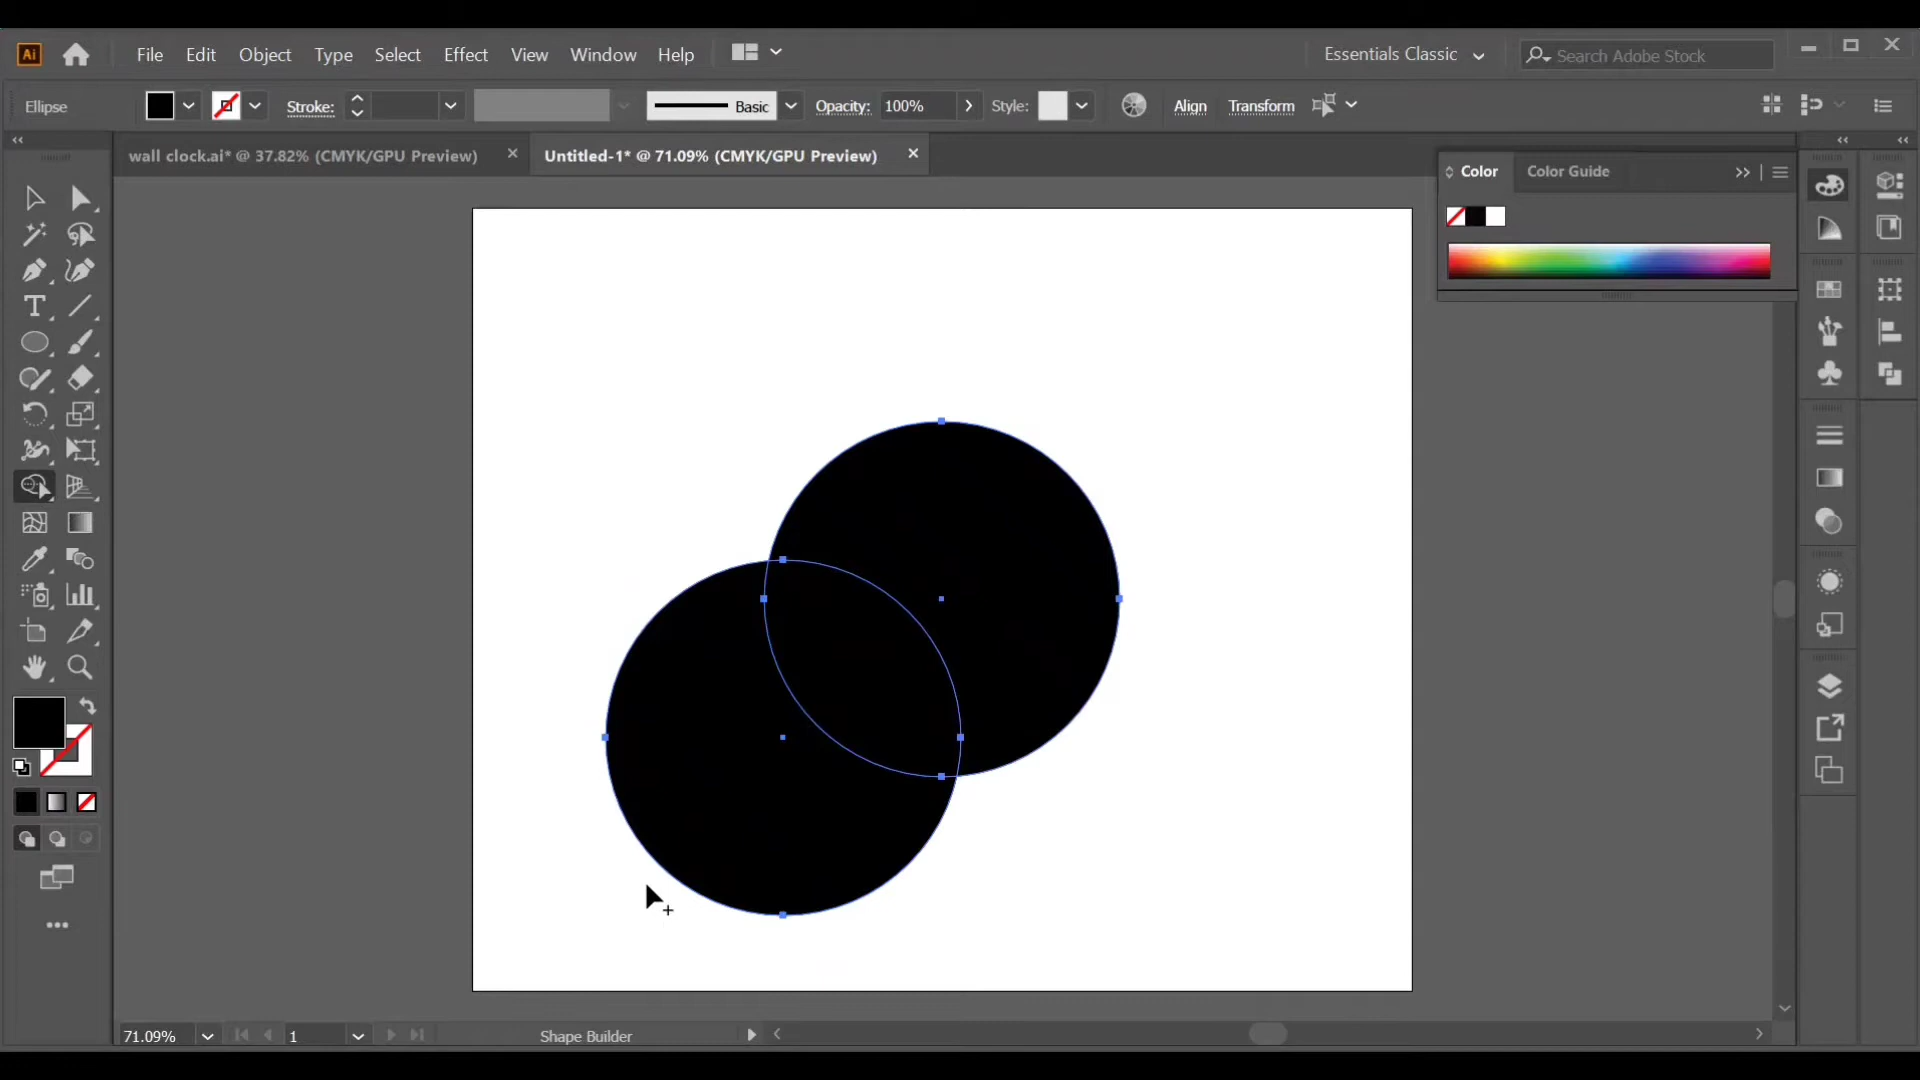 Ai File Edit Object Type Select Effect View Window Help Essentials Classic Search Adobe Stock
Ellipse Stroke: Basic Opacity: 100% Style: Align Transform
wall clock.ai* @ 37.82% (CMYK/GPU Preview) Untitled-1* @ 71.09% (CMYK/GPU Preview)
Color Color Guide
71.09% 1 Shape Builder